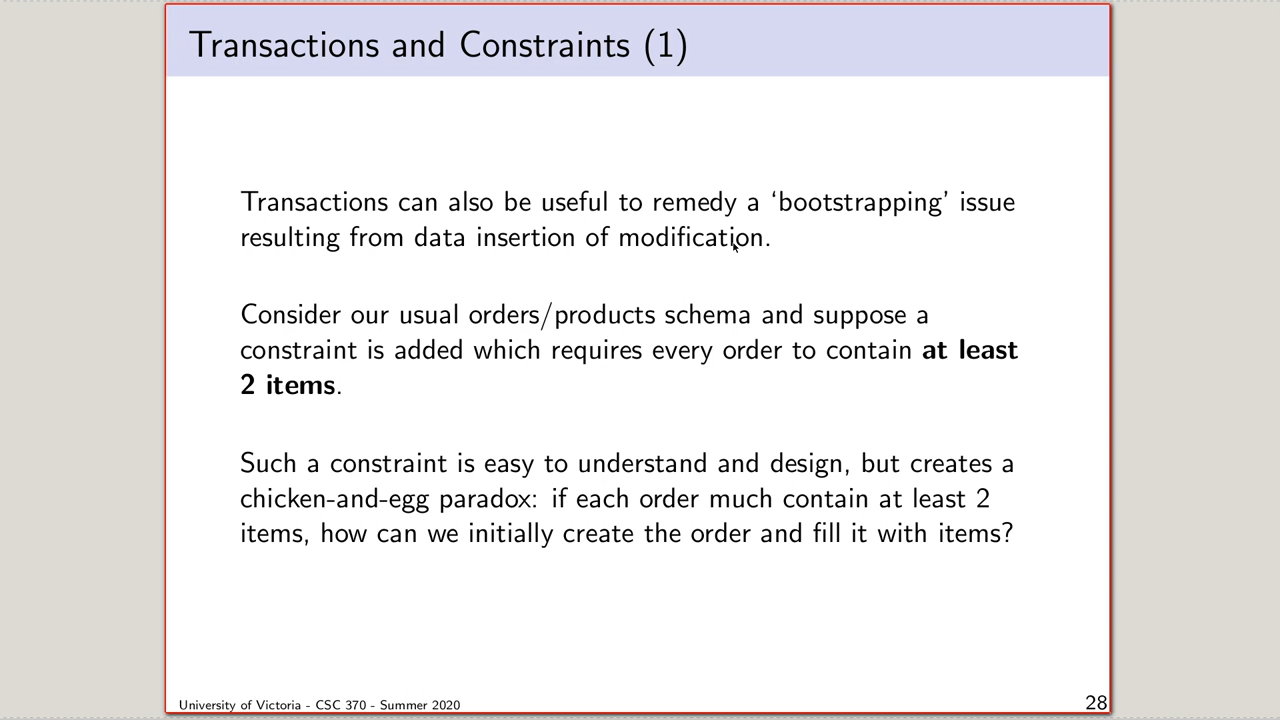 Transactions and Constraints (1)
Transactions can also be useful to remedy a ‘bootstrapping’ issue
resulting from data insertion of modification.
Consider our usual orders/products schema and suppose a
constraint is added which requires every order to contain at least
2 items.
Such a constraint is easy to understand and design, but creates a
chicken-and-egg paradox: if each order much contain at least 2
items, how can we initially create the order and fill it with items?
University of Victoria - CSC 370 - Summer 2020
28